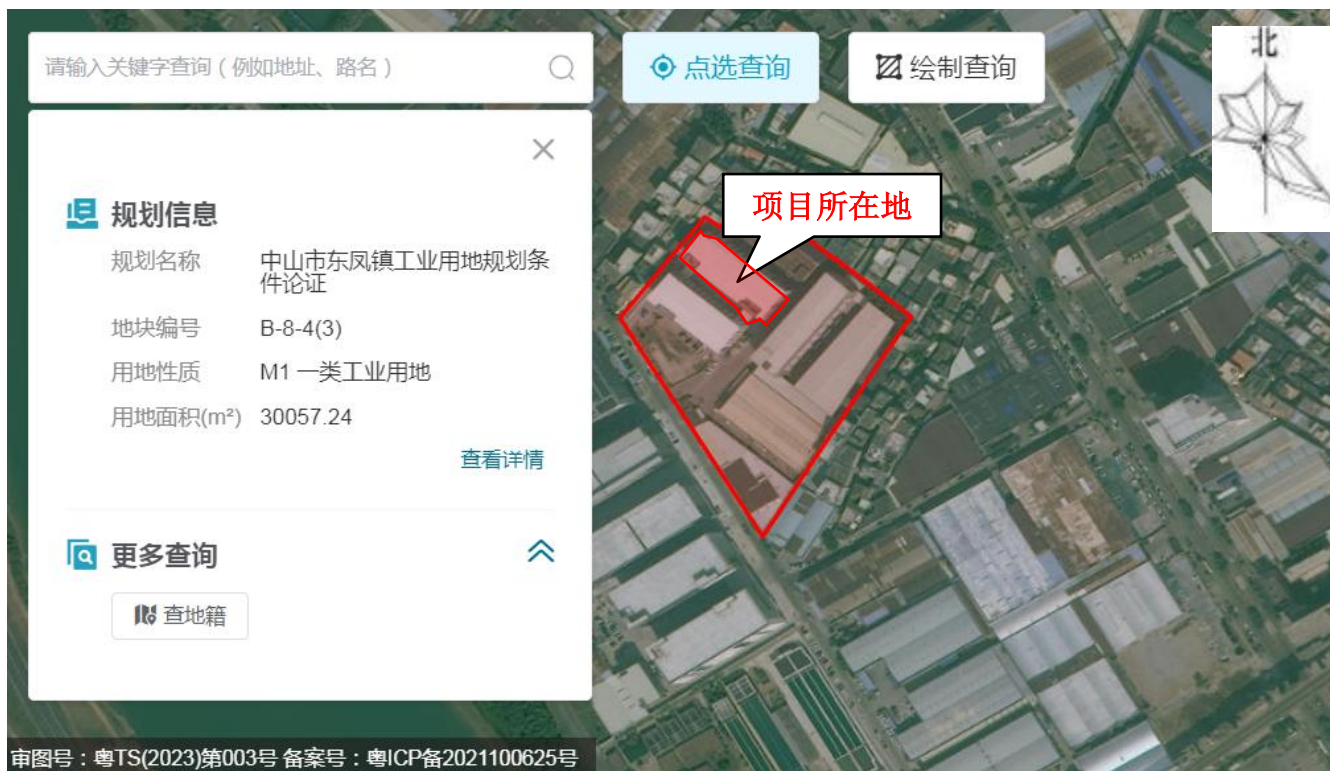 请输入关键字查询（例如地址、路名）
点选查询
绘制查询
北
规划信息
规划名称 中山市东凤镇工业用地规划条
件论证
地块编号 B-8-4(3)
用地性质 M1 一类工业用地
用地面积(m²) 30057.24
查看详情
更多查询
查地籍
项目所在地
审图号：粤TS(2023)第003号 备案号：粤ICP备2021100625号